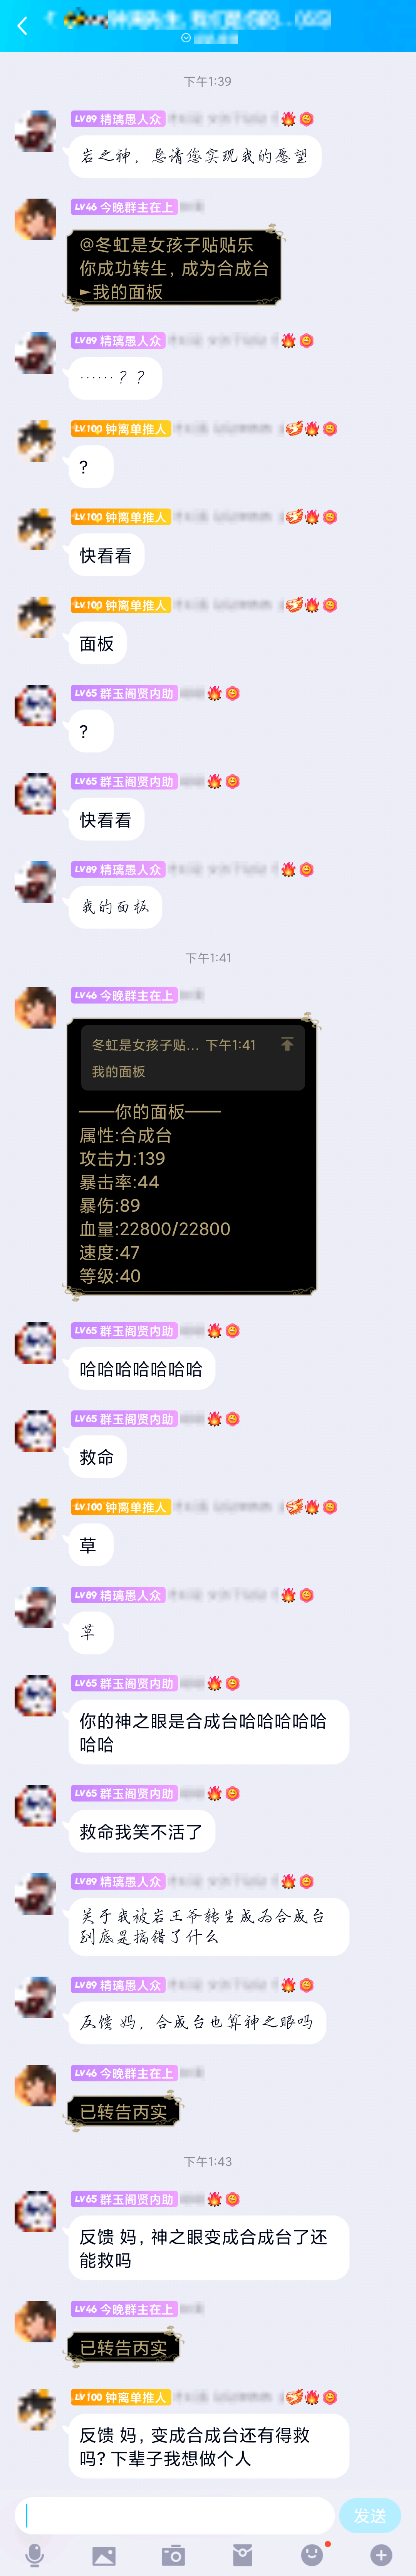 下午1:39
LV89 精璃愚人众
岩之神，恳请您实现我的愿望
LV46 今晚群主在上
@冬虹是女孩子贴贴乐
你成功转生，成为合成台
►我的面板
LV89 精璃愚人众
……？？
LV100 钟离单推人
?
LV100 钟离单推人
快看看
LV100 钟离单推人
面板
LV65 群玉阁贤内助
?
LV65 群玉阁贤内助
快看看
LV89 精璃愚人众
我的面板
下午1:41
LV46 今晚群主在上
冬虹是女孩子贴... 下午1:41
我的面板
——你的面板——
属性:合成台
攻击力:139
暴击率:44
暴伤:89
血量:22800/22800
速度:47
等级:40
LV65 群玉阁贤内助
哈哈哈哈哈哈哈
LV65 群玉阁贤内助
救命
LV100 钟离单推人
草
LV89 精璃愚人众
草
LV65 群玉阁贤内助
你的神之眼是合成台哈哈哈哈哈
哈哈
LV65 群玉阁贤内助
救命我笑不活了
LV89 精璃愚人众
关于我被岩王爷转生成为合成台
到底是搞错了什么
LV89 精璃愚人众
反馈 妈，合成台也算神之眼吗
LV46 今晚群主在上
已转告丙实
下午1:43
LV65 群玉阁贤内助
反馈 妈，神之眼变成合成台了还
能救吗
LV46 今晚群主在上
已转告丙实
LV100 钟离单推人
反馈 妈，变成合成台还有得救
吗? 下辈子我想做个人
发送